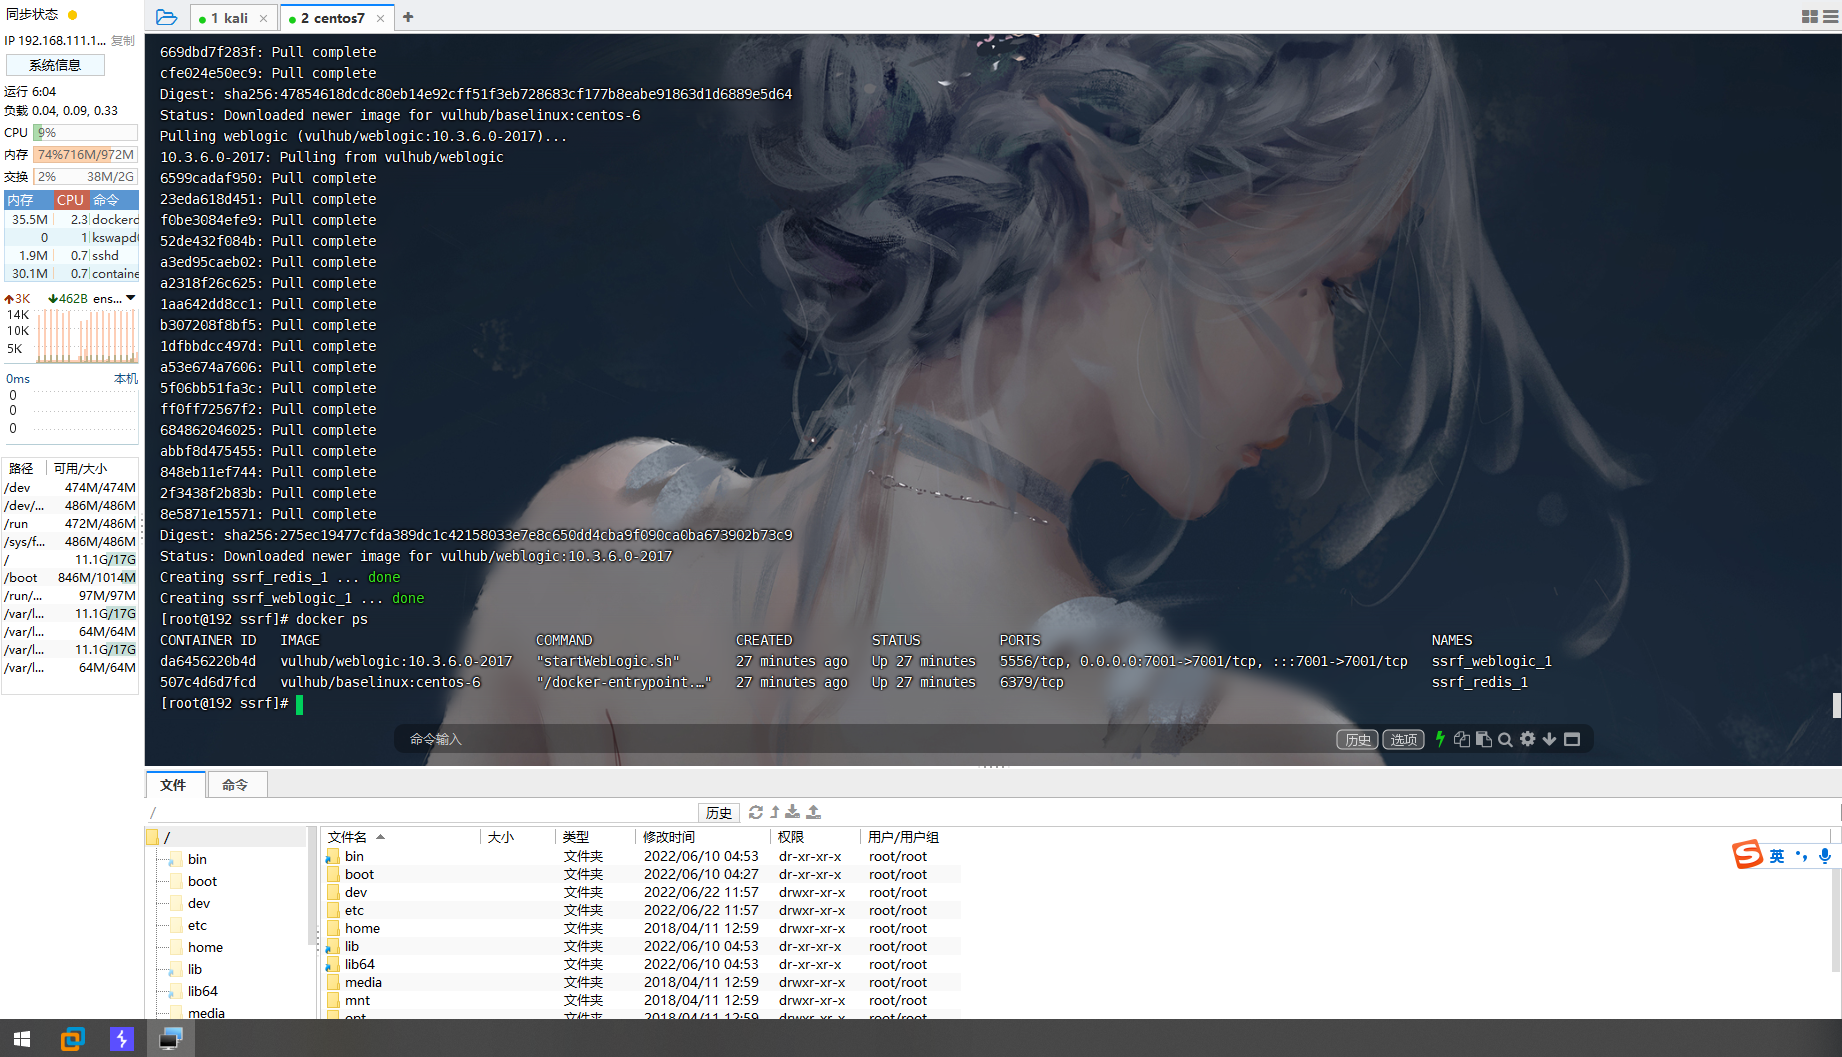 同步状态
IP 192.168.111.1... 复制
系统信息
运行 6:04
负载 0.04, 0.09, 0.33
CPU 9%
内存 74% 716M/972M
交换 2% 38M/2G
内存 CPU 命令
35.5M 2.3 dockerd
0 1 kswapd
1.9M 0.7 sshd
30.1M 0.7 containe
3K 462B ens...
14K
10K
5K
0ms 本机
0
0
0
路径 可用/大小
/dev 474M/474M
/dev/... 486M/486M
/run 472M/486M
/sys/f... 486M/486M
/ 11.1G/17G
/boot 846M/1014M
/run/... 97M/97M
/var/l... 11.1G/17G
/var/l... 64M/64M
/var/l... 11.1G/17G
/var/l... 64M/64M
1 kali × 2 centos7 × +
669dbd7f283f: Pull complete
cfe024e50ec9: Pull complete
Digest: sha256:47854618dcdc80eb14e92cff51f3eb728683cf177b8eabe91863d1d6889e5d64
Status: Downloaded newer image for vulhub/baselinux:centos-6
Pulling weblogic (vulhub/weblogic:10.3.6.0-2017)...
10.3.6.0-2017: Pulling from vulhub/weblogic
6599cadaf950: Pull complete
23eda618d451: Pull complete
f0be3084efe9: Pull complete
52de432f084b: Pull complete
a3ed95caeb02: Pull complete
a2318f26c625: Pull complete
1aa642dd8cc1: Pull complete
b307208f8bf5: Pull complete
1dfbbdcc497d: Pull complete
a53e674a7606: Pull complete
5f06bb51fa3c: Pull complete
ff0ff72567f2: Pull complete
684862046025: Pull complete
abbf8d475455: Pull complete
848eb11ef744: Pull complete
2f3438f2b83b: Pull complete
8e5871e15571: Pull complete
Digest: sha256:275ec19477cfda389dc1c42158033e7e8c650dd4cba9f090ca0ba673902b73c9
Status: Downloaded newer image for vulhub/weblogic:10.3.6.0-2017
Creating ssrf_redis_1 ... done
Creating ssrf_weblogic_1 ... done
[root@192 ssrf]# docker ps
CONTAINER ID IMAGE COMMAND CREATED STATUS PORTS NAMES
da6456220b4d vulhub/weblogic:10.3.6.0-2017 "startWebLogic.sh" 27 minutes ago Up 27 minutes 5556/tcp, 0.0.0.0:7001->7001/tcp, :::7001->7001/tcp ssrf_weblogic_1
507c4d6d7fcd vulhub/baselinux:centos-6 "/docker-entrypoint.…" 27 minutes ago Up 27 minutes 6379/tcp ssrf_redis_1
[root@192 ssrf]#
命令输入 历史 选项
文件 命令
/ 历史
/
bin
boot
dev
etc
home
lib
lib64
media
文件名 大小 类型 修改时间 权限 用户/用户组
bin 文件夹 2022/06/10 04:53 dr-xr-xr-x root/root
boot 文件夹 2022/06/10 04:27 dr-xr-xr-x root/root
dev 文件夹 2022/06/22 11:57 drwxr-xr-x root/root
etc 文件夹 2022/06/22 11:57 drwxr-xr-x root/root
home 文件夹 2018/04/11 12:59 drwxr-xr-x root/root
lib 文件夹 2022/06/10 04:53 dr-xr-xr-x root/root
lib64 文件夹 2022/06/10 04:53 dr-xr-xr-x root/root
media 文件夹 2018/04/11 12:59 drwxr-xr-x root/root
mnt 文件夹 2018/04/11 12:59 drwxr-xr-x root/root
opt 文件夹 2018/04/11 12:59 drwxr-xr-x root/root
S 英